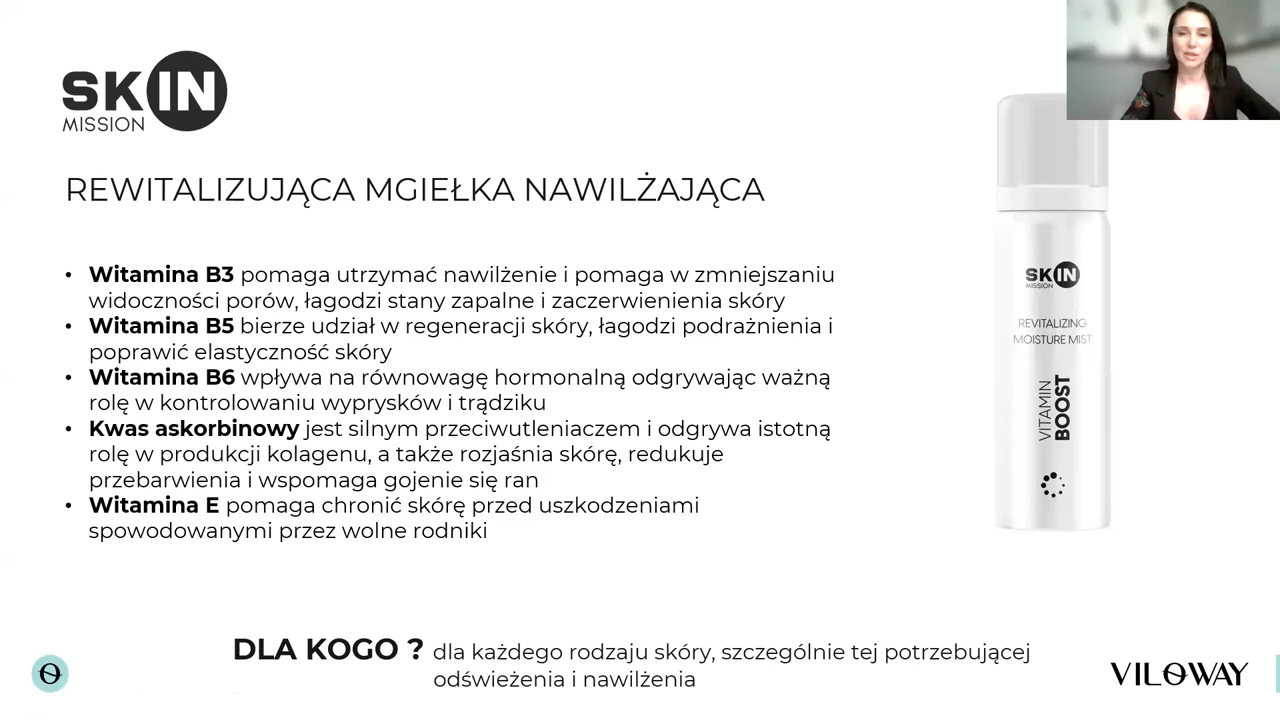 SKIN
MISSION
REWITALIZUJĄCA MGIEŁKA NAWILŻAJĄCA
• Witamina B3 pomaga utrzymać nawilżenie i pomaga w zmniejszaniu
widoczności porów, łagodzi stany zapalne i zaczerwienienia skóry
• Witamina B5 bierze udział w regeneracji skóry, łagodzi podrażnienia i
poprawić elastyczność skóry
• Witamina B6 wpływa na równowagę hormonalną odgrywając ważną
rolę w kontrolowaniu wyprysków i trądziku
• Kwas askorbinowy jest silnym przeciwutleniaczem i odgrywa istotną
rolę w produkcji kolagenu, a także rozjaśnia skórę, redukuje
przebarwienia i wspomaga gojenie się ran
• Witamina E pomaga chronić skórę przed uszkodzeniami
spowodowanymi przez wolne rodniki
SKIN
MISSION
REVITALIZING
MOISTURE MIST
VITAMIN
BOOST
DLA KOGO ? dla każdego rodzaju skóry, szczególnie tej potrzebującej
odświeżenia i nawilżenia
VILOWAY